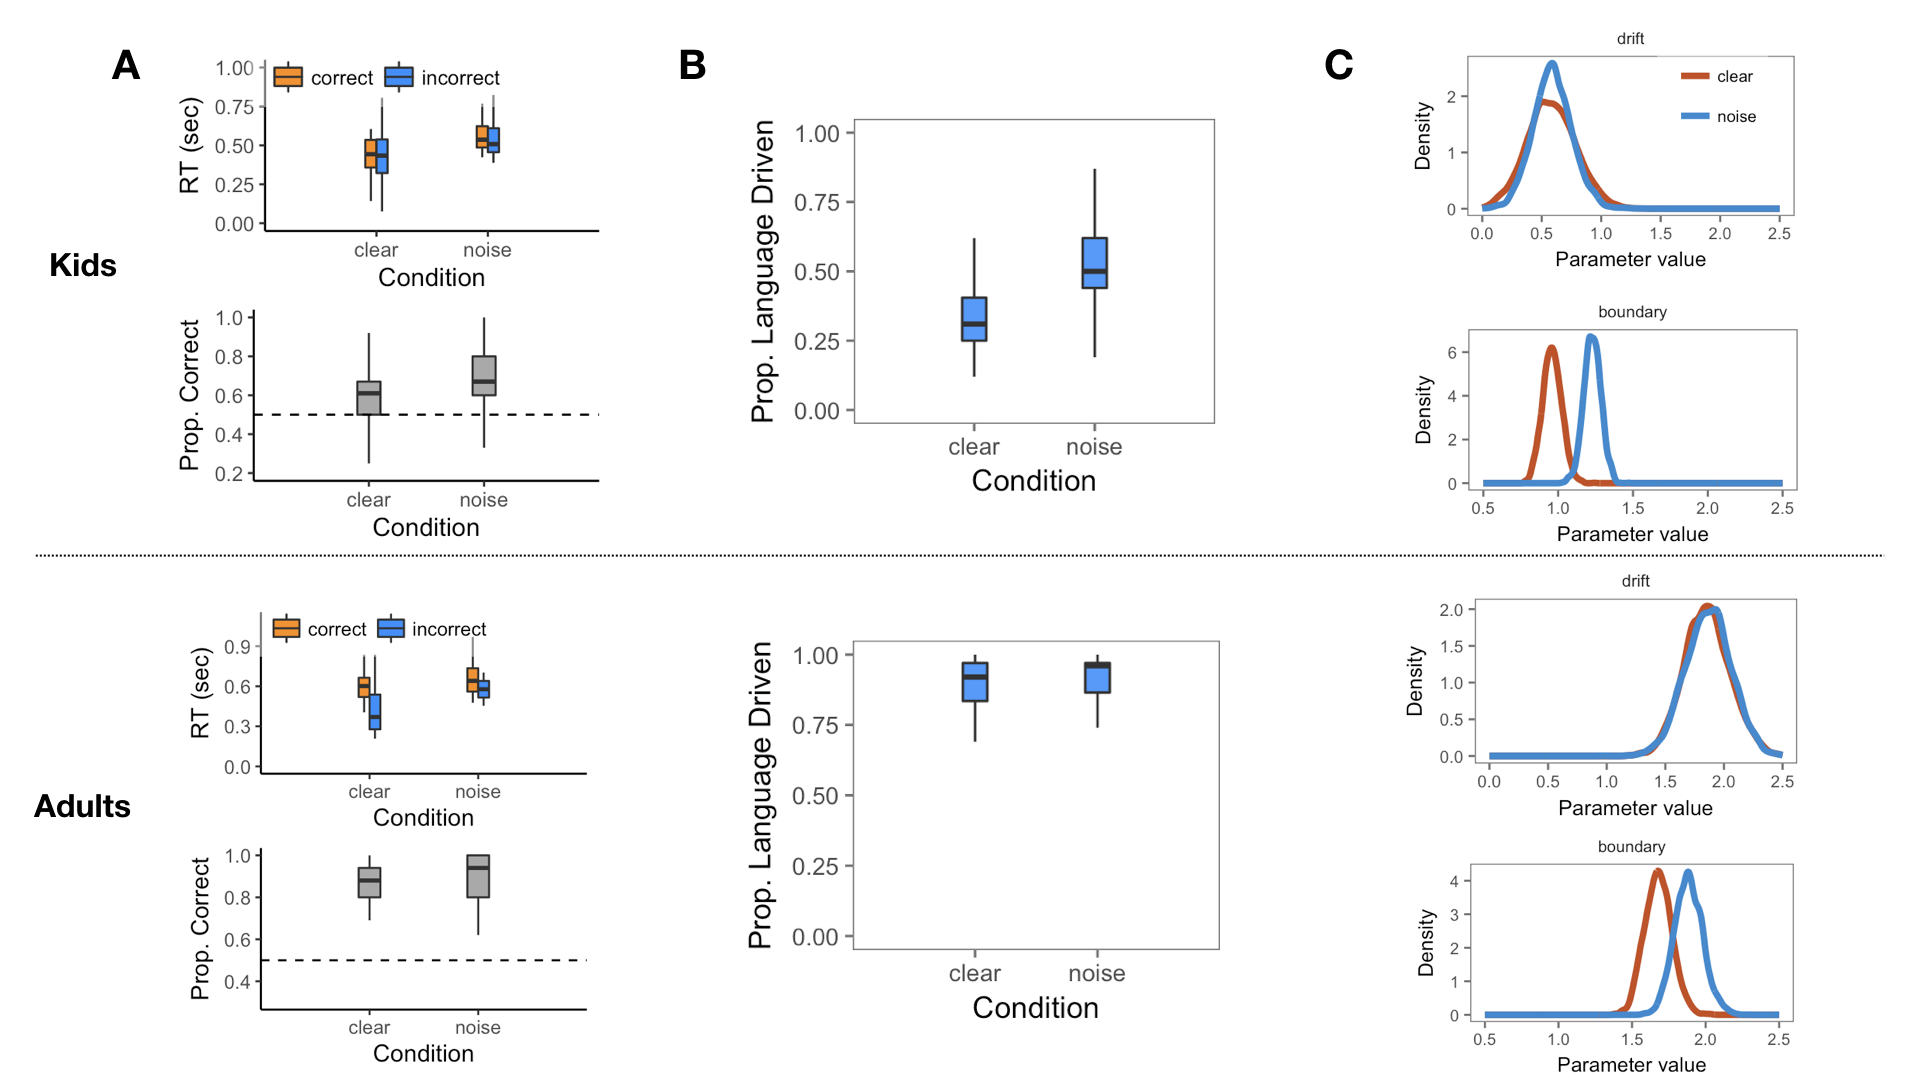 A
1.00
correct
incorrect
0.75
0.50
0.25
0.00
RT (sec)
clear
noise
Condition
Kids
1.0
0.8
0.6
0.4
0.2
Prop. Correct
clear
noise
Condition
B
1.00
0.75
0.50
0.25
0.00
Prop. Language Driven
clear
noise
Condition
C
drift
clear
noise
2
1
0
Density
0.0 0.5 1.0 1.5 2.0 2.5
Parameter value
boundary
6
4
2
0
Density
0.5 1.0 1.5 2.0 2.5
Parameter value
correct
incorrect
0.9
0.6
0.3
0.0
RT (sec)
clear
noise
Condition
Adults
1.0
0.8
0.6
0.4
Prop. Correct
clear
noise
Condition
1.00
0.75
0.50
0.25
0.00
Prop. Language Driven
clear
noise
Condition
drift
2.0
1.5
1.0
0.5
0.0
Density
0.0 0.5 1.0 1.5 2.0 2.5
Parameter value
boundary
4
3
2
1
0
Density
0.5 1.0 1.5 2.0 2.5
Parameter value